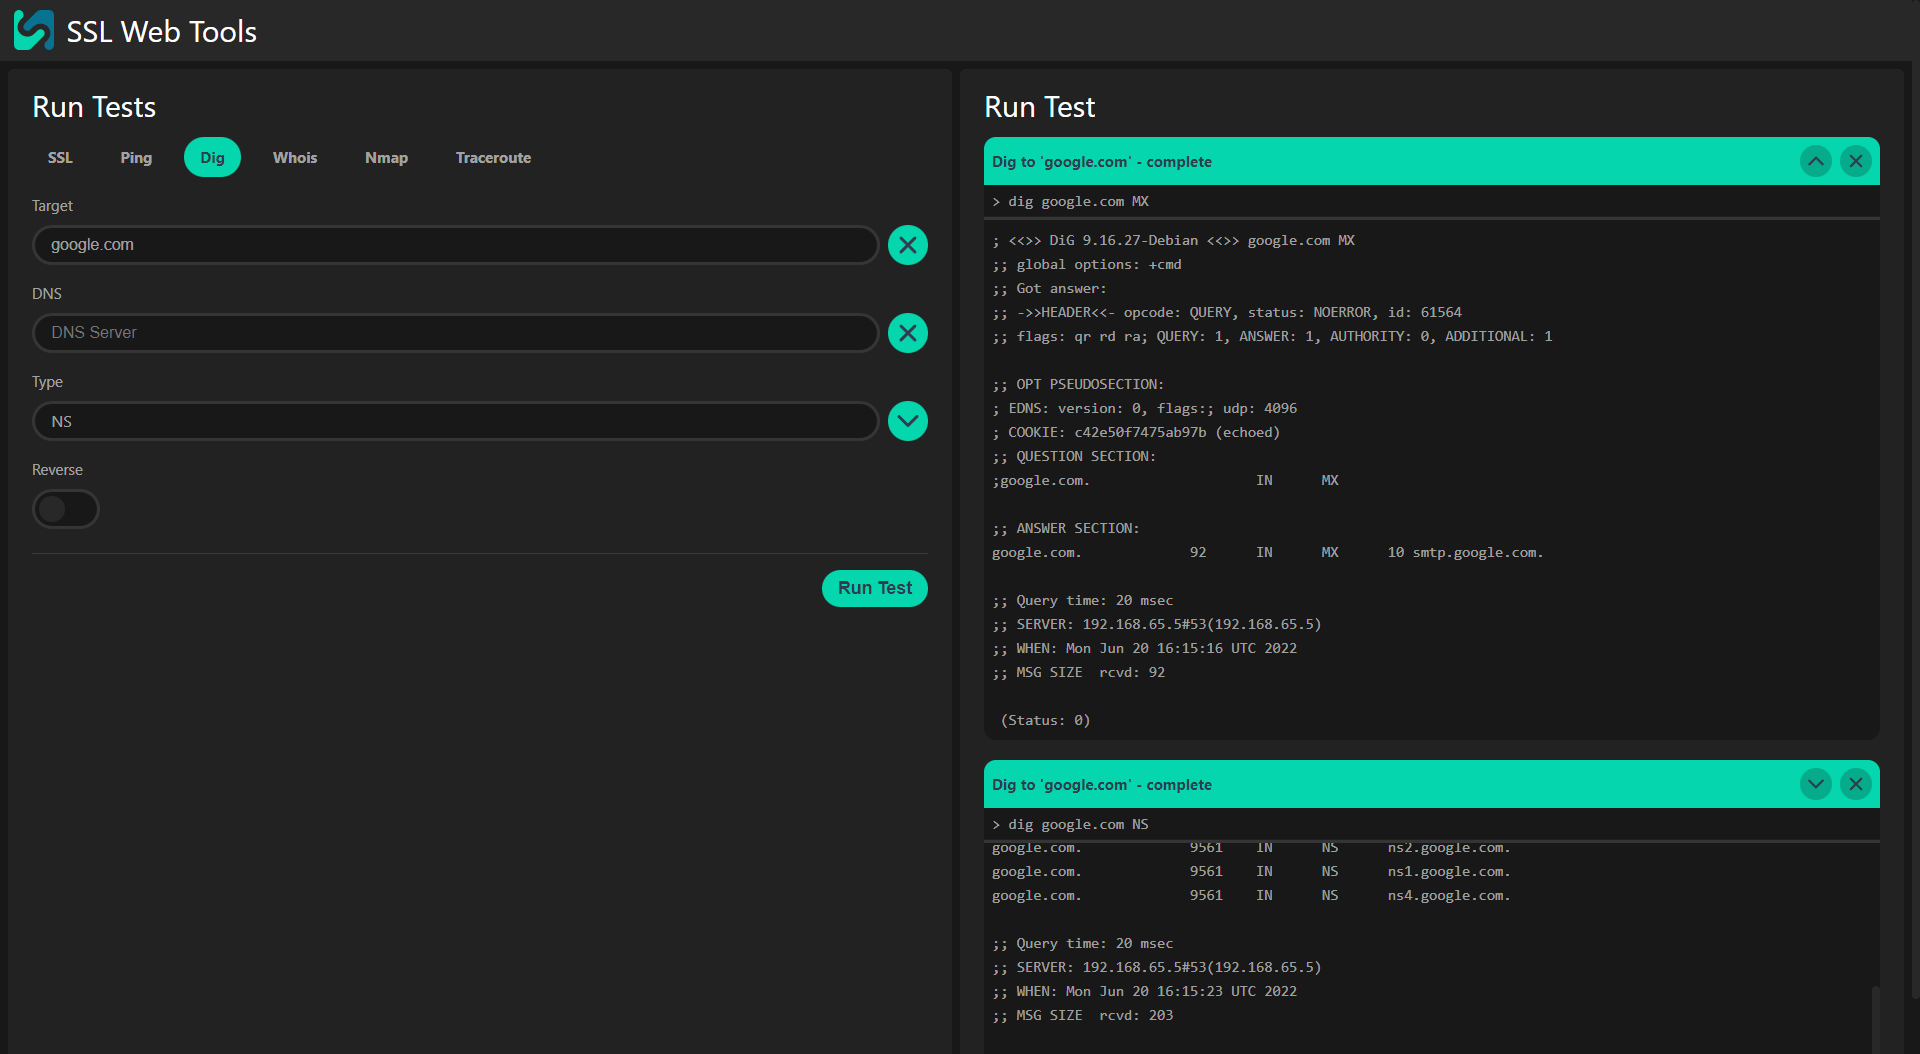 SSL Web Tools
Run Tests
SSL Ping Dig Whois Nmap Traceroute
Target
google.com
DNS
DNS Server
Type
NS
Reverse
Run Test
Run Test
Dig to 'google.com' - complete
> dig google.com MX
; <<>> DiG 9.16.27-Debian <<>> google.com MX
;; global options: +cmd
;; Got answer:
;; ->>HEADER<<- opcode: QUERY, status: NOERROR, id: 61564
;; flags: qr rd ra; QUERY: 1, ANSWER: 1, AUTHORITY: 0, ADDITIONAL: 1
;; OPT PSEUDOSECTION:
; EDNS: version: 0, flags:; udp: 4096
; COOKIE: c42e50f7475ab97b (echoed)
;; QUESTION SECTION:
;google.com. IN MX
;; ANSWER SECTION:
google.com. 92 IN MX 10 smtp.google.com.
;; Query time: 20 msec
;; SERVER: 192.168.65.5#53(192.168.65.5)
;; WHEN: Mon Jun 20 16:15:16 UTC 2022
;; MSG SIZE  rcvd: 92
(Status: 0)
Dig to 'google.com' - complete
> dig google.com NS
google.com. 9561 IN NS ns2.google.com.
google.com. 9561 IN NS ns1.google.com.
google.com. 9561 IN NS ns4.google.com.
;; Query time: 20 msec
;; SERVER: 192.168.65.5#53(192.168.65.5)
;; WHEN: Mon Jun 20 16:15:23 UTC 2022
;; MSG SIZE  rcvd: 203